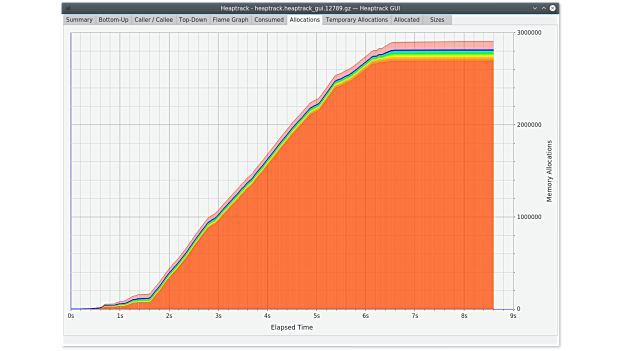 Heaptrack - heaptrack.heaptrack_gui.12789.gz — Heaptrack GUI
Summary Bottom-Up Caller / Callee Top-Down Flame Graph Consumed Allocations Temporary Allocations Allocated Sizes
3000000
2000000
Memory Allocations
1000000
0
0s 1s 2s 3s 4s 5s 6s 7s 8s 9s
Elapsed Time